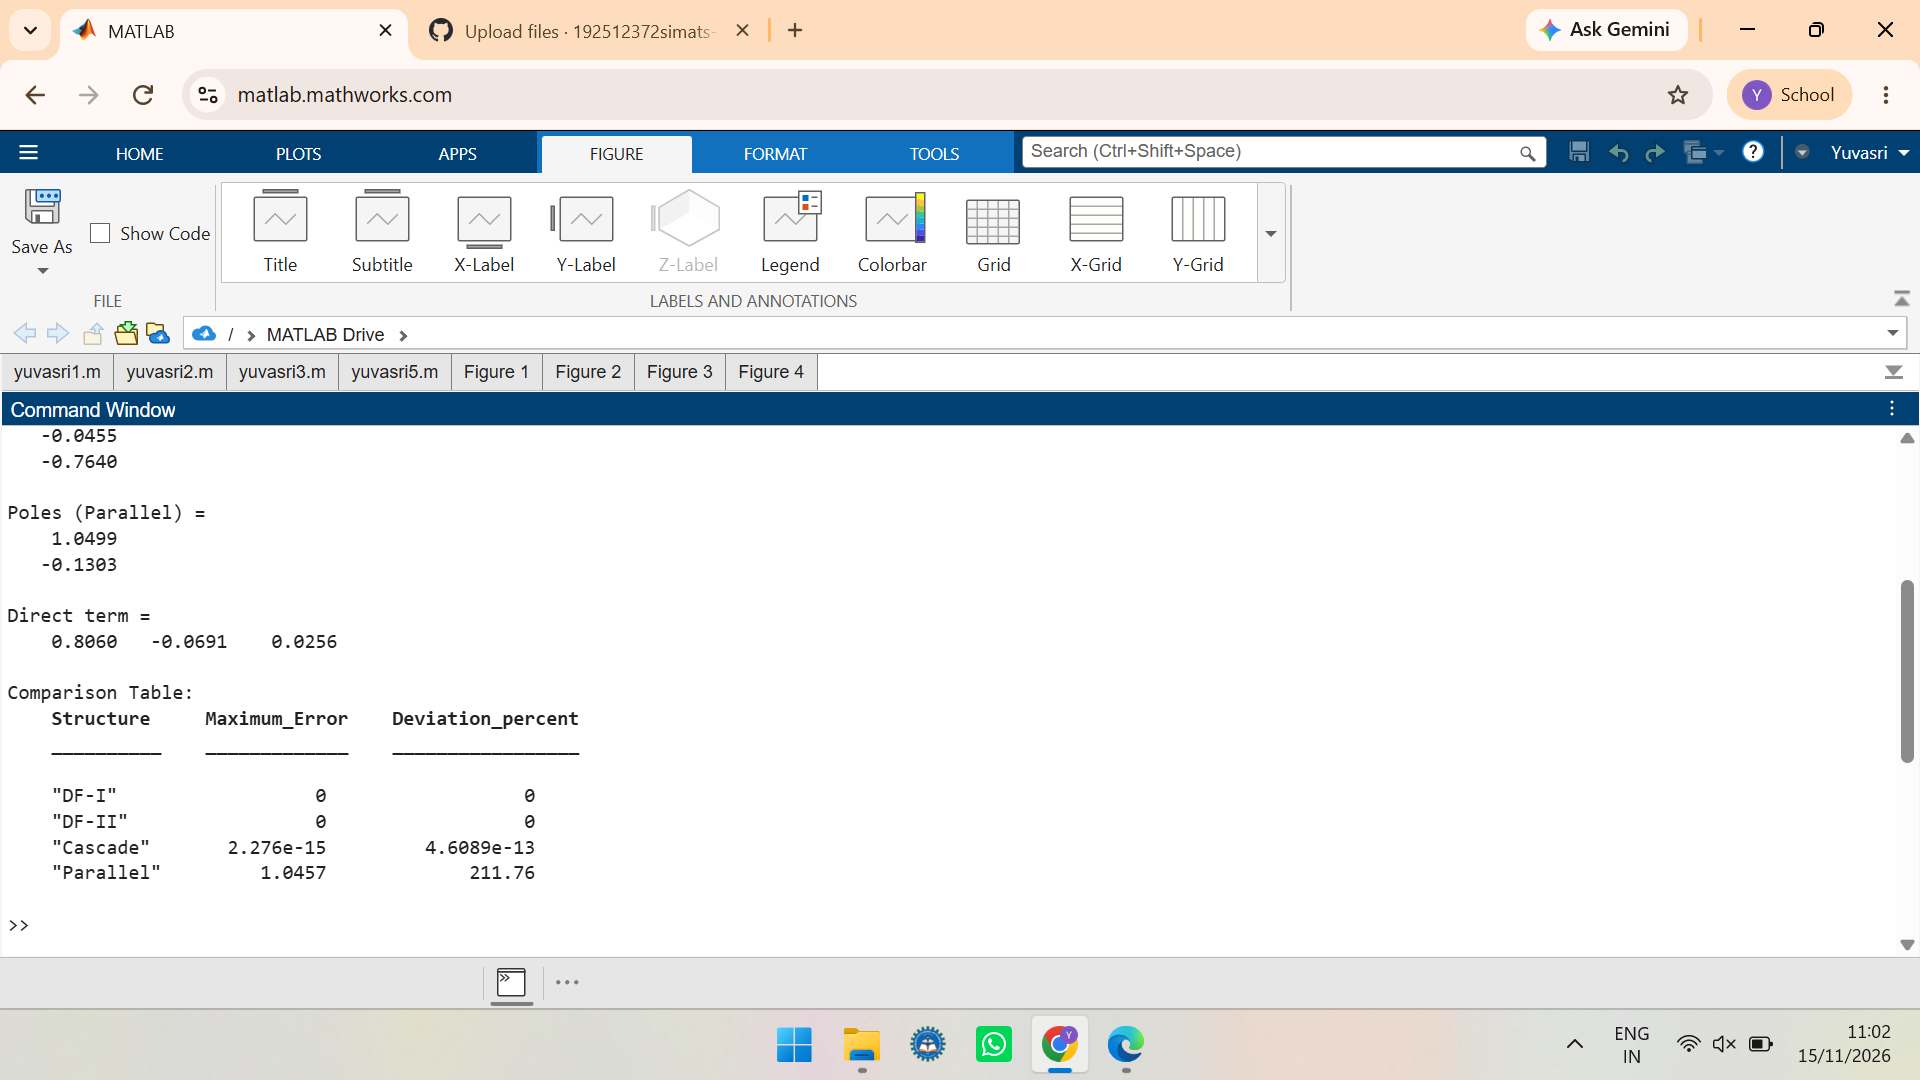 MATLAB
Upload files · 192512372simats-
Ask Gemini
matlab.mathworks.com
Y
School
HOME
PLOTS
APPS
FIGURE
FORMAT
TOOLS
Search (Ctrl+Shift+Space)
?
Yuvasri
Save As
Show Code
FILE
Title
Subtitle
X-Label
Y-Label
Z-Label
Legend
Colorbar
Grid
X-Grid
Y-Grid
LABELS AND ANNOTATIONS
/ › MATLAB Drive ›
yuvasri1.m
yuvasri2.m
yuvasri3.m
yuvasri5.m
Figure 1
Figure 2
Figure 3
Figure 4
Command Window
-0.0455
-0.7640
Poles (Parallel) =
1.0499
-0.1303
Direct term =
0.8060 -0.0691 0.0256
Comparison Table:
Structure Maximum_Error Deviation_percent
"DF-I" 0 0
"DF-II" 0 0
"Cascade" 2.276e-15 4.6089e-13
"Parallel" 1.0457 211.76
>>
ENG
IN
11:02
15/11/2026